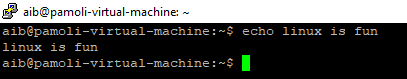 aib@pamoli-virtual-machine: ~
aib@pamoli-virtual-machine:~$ echo linux is fun
linux is fun
aib@pamoli-virtual-machine:~$